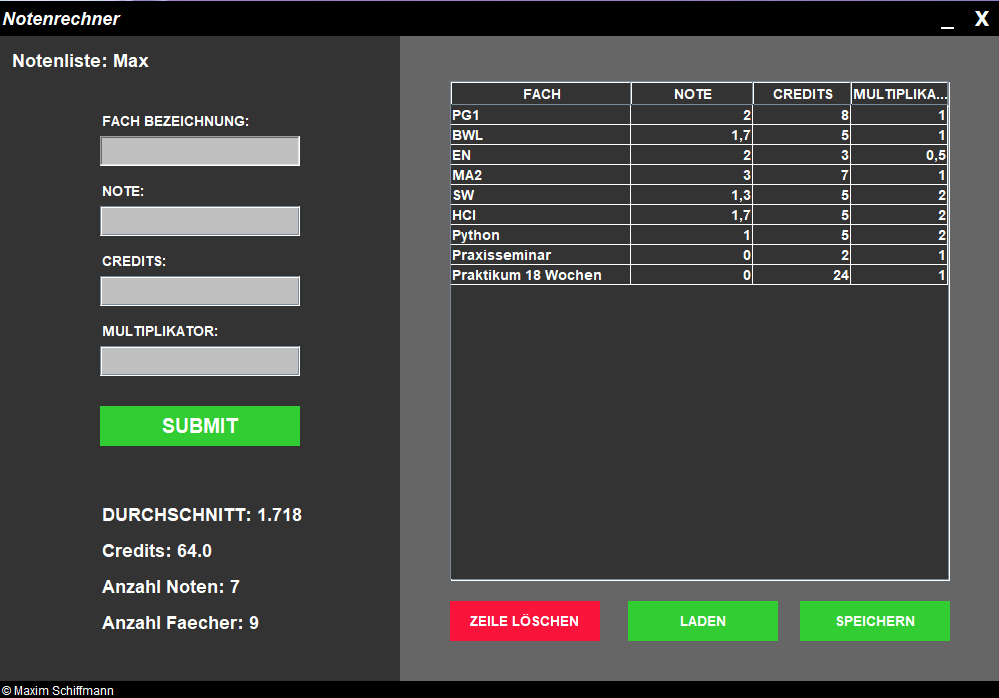 Notenrechner
_ X
Notenliste: Max
FACH BEZEICHNUNG:
NOTE:
CREDITS:
MULTIPLIKATOR:
SUBMIT
DURCHSCHNITT: 1.718
Credits: 64.0
Anzahl Noten: 7
Anzahl Faecher: 9
FACH NOTE CREDITS MULTIPLIKA...
PG1 2 8 1
BWL 1,7 5 1
EN 2 3 0,5
MA2 3 7 1
SW 1,3 5 2
HCI 1,7 5 2
Python 1 5 2
Praxisseminar 0 2 1
Praktikum 18 Wochen 0 24 1
ZEILE LÖSCHEN LADEN SPEICHERN
© Maxim Schiffmann